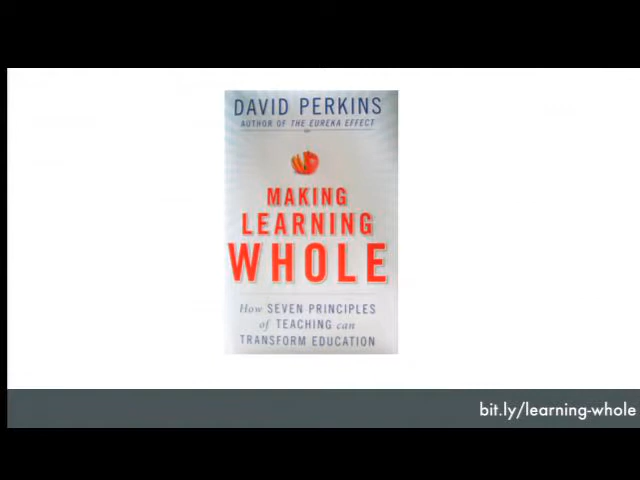 DAVID PERKINS
AUTHOR OF THE EUREKA EFFECT
MAKING
LEARNING
WHOLE
How SEVEN PRINCIPLES
of TEACHING can
TRANSFORM EDUCATION
bit.ly/learning-whole